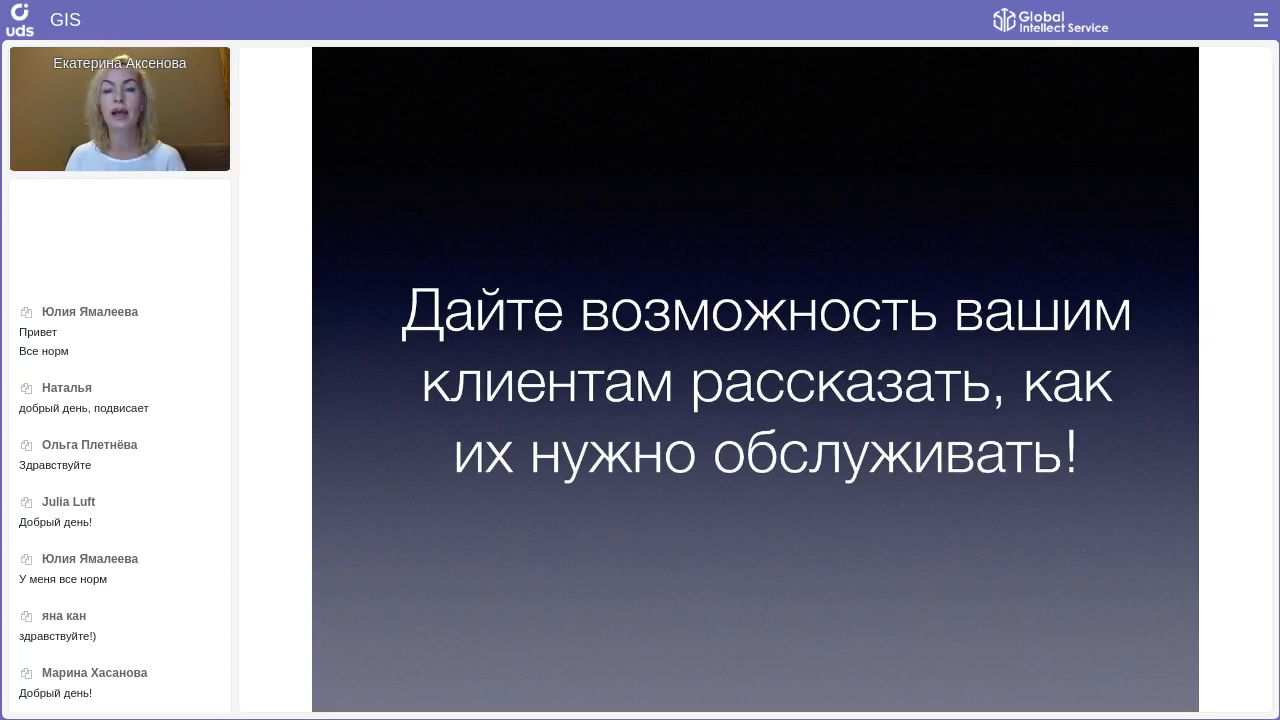 uds
GIS
Global
Intellect Service
Екатерина Аксенова
Юлия Ямалеева
Привет
Все норм
Наталья
добрый день, подвисает
Ольга Плетнёва
Здравствуйте
Julia Luft
Добрый день!
Юлия Ямалеева
У меня все норм
яна кан
здравствуйте!)
Марина Хасанова
Добрый день!
Дайте возможность вашим
клиентам рассказать, как
их нужно обслуживать!